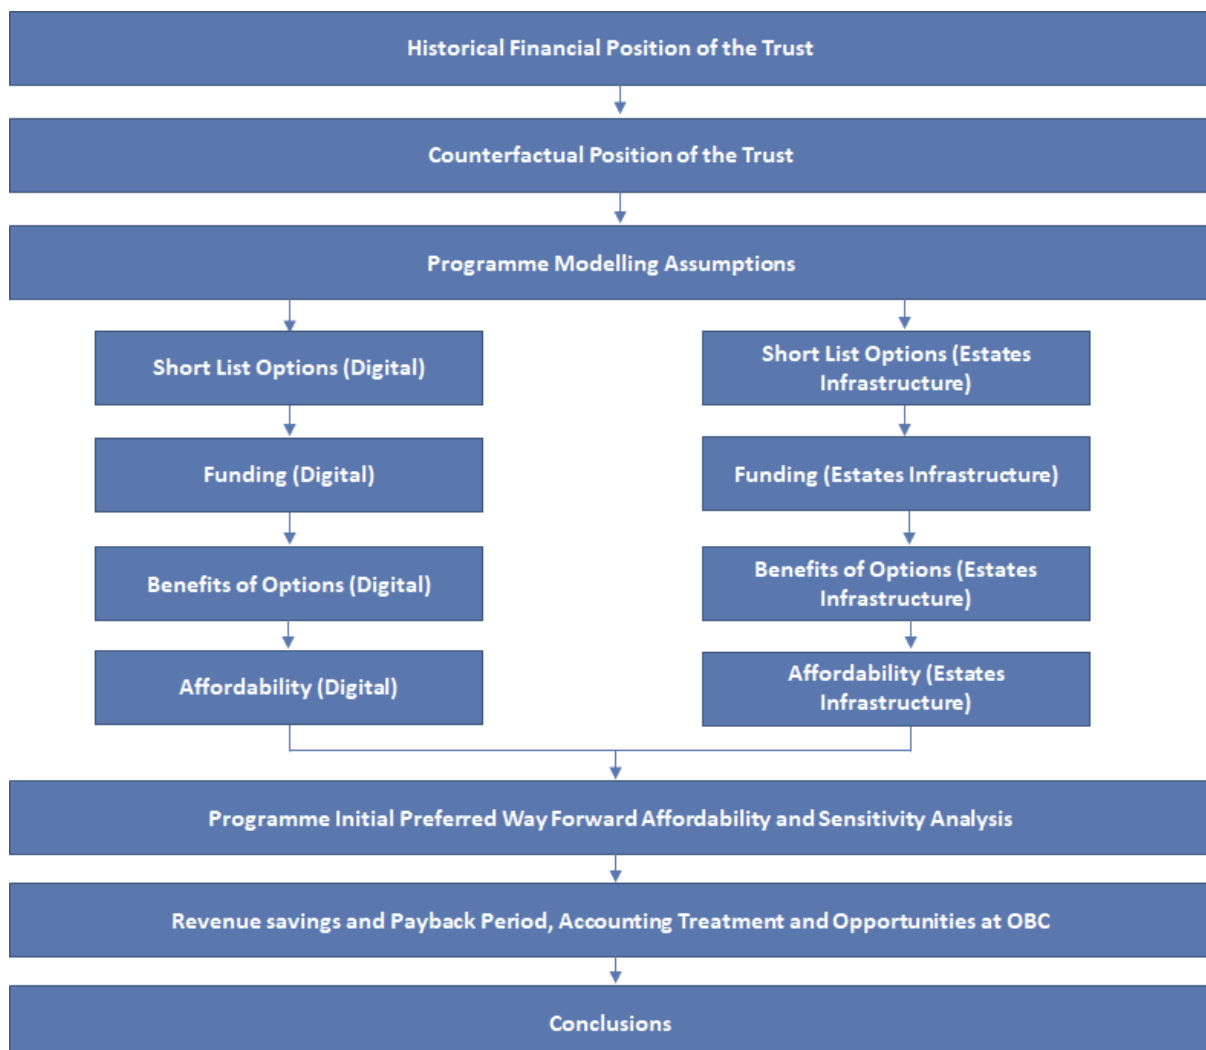 Historical Financial Position of the Trust
Counterfactual Position of the Trust
Programme Modelling Assumptions
Short List Options (Digital)
Funding (Digital)
Benefits of Options (Digital)
Affordability (Digital)
Short List Options (Estates
Infrastructure)
Funding (Estates Infrastructure)
Benefits of Options (Estates
Infrastructure)
Affordability (Estates
Infrastructure)
Programme Initial Preferred Way Forward Affordability and Sensitivity Analysis
Revenue savings and Payback Period, Accounting Treatment and Opportunities at OBC
Conclusions